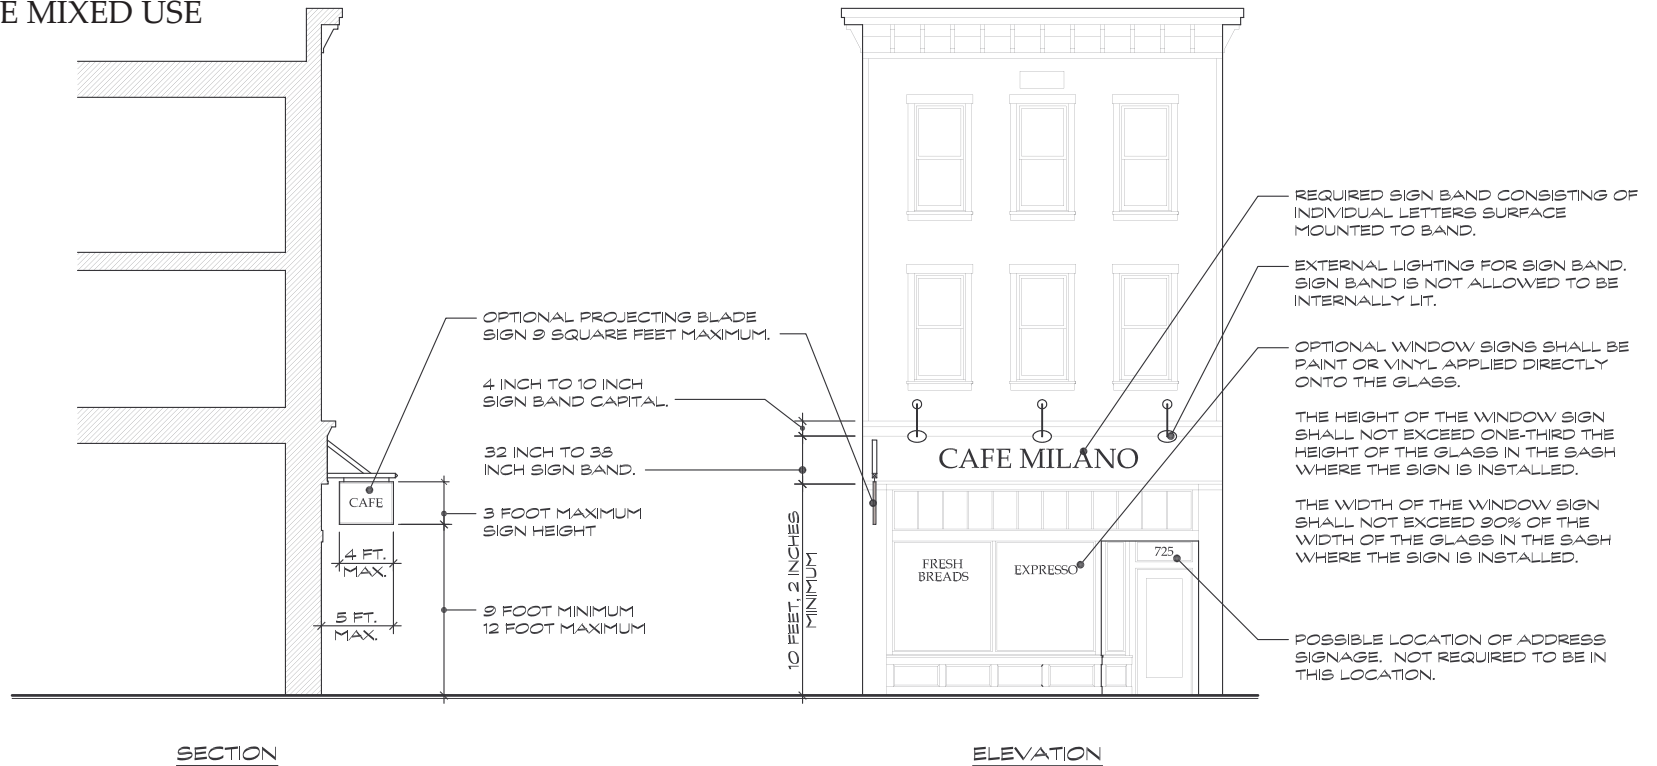 E MIXED USE
OPTIONAL PROJECTING BLADE
SIGN 9 SQUARE FEET MAXIMUM.
4 INCH TO 10 INCH
SIGN BAND CAPITAL.
32 INCH TO 38
INCH SIGN BAND.
CAFE
3 FOOT MAXIMUM
SIGN HEIGHT
4 FT.
MAX.
5 FT.
MAX.
9 FOOT MINIMUM
12 FOOT MAXIMUM
10 FEET, 2 INCHES
MINIMUM
CAFE MILANO
FRESH
BREADS
EXPRESSO
725
REQUIRED SIGN BAND CONSISTING OF
INDIVIDUAL LETTERS SURFACE
MOUNTED TO BAND.
EXTERNAL LIGHTING FOR SIGN BAND.
SIGN BAND IS NOT ALLOWED TO BE
INTERNALLY LIT.
OPTIONAL WINDOW SIGNS SHALL BE
PAINT OR VINYL APPLIED DIRECTLY
ONTO THE GLASS.
THE HEIGHT OF THE WINDOW SIGN
SHALL NOT EXCEED ONE-THIRD THE
HEIGHT OF THE GLASS IN THE SASH
WHERE THE SIGN IS INSTALLED.
THE WIDTH OF THE WINDOW SIGN
SHALL NOT EXCEED 90% OF THE
WIDTH OF THE GLASS IN THE SASH
WHERE THE SIGN IS INSTALLED.
POSSIBLE LOCATION OF ADDRESS
SIGNAGE. NOT REQUIRED TO BE IN
THIS LOCATION.
SECTION
ELEVATION